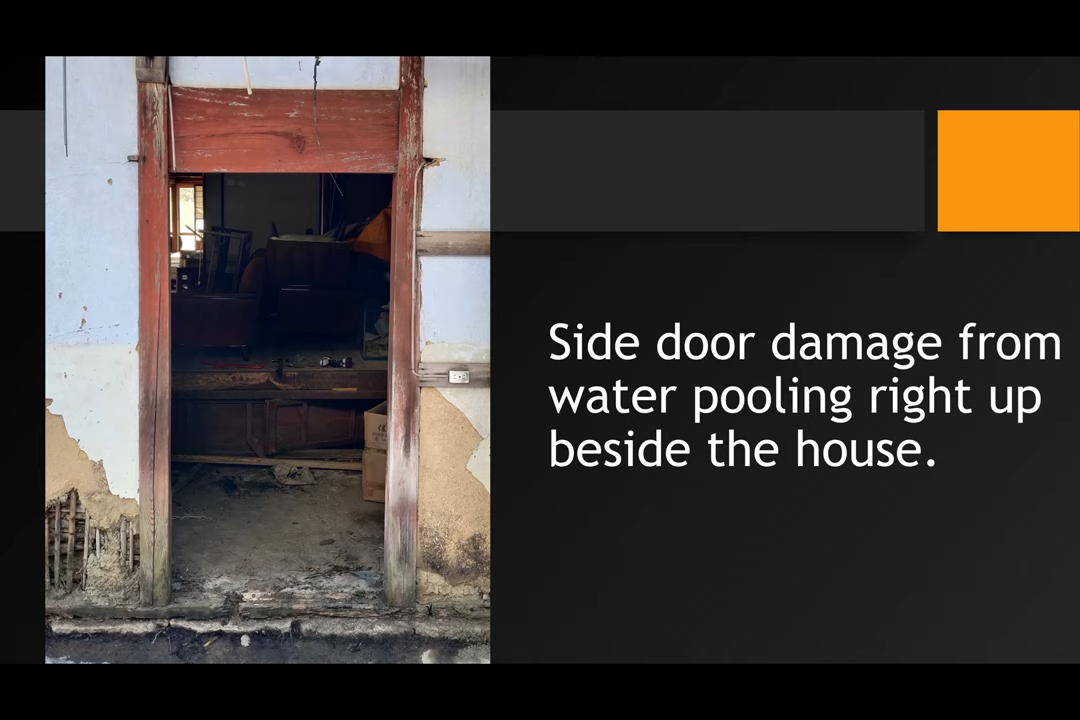 Side door damage from
water pooling right up
beside the house.